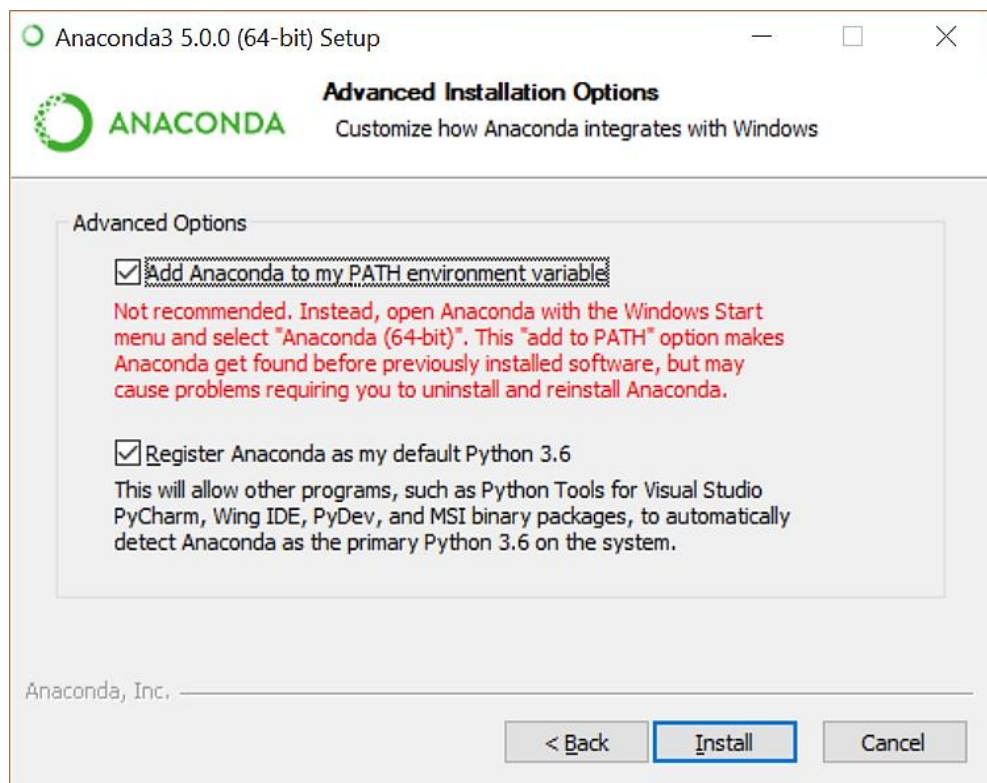 Anaconda3 5.0.0 (64-bit) Setup
ANACONDA
Advanced Installation Options
Customize how Anaconda integrates with Windows
Advanced Options
Add Anaconda to my PATH environment variable
Not recommended. Instead, open Anaconda with the Windows Start
menu and select "Anaconda (64-bit)". This "add to PATH" option makes
Anaconda get found before previously installed software, but may
cause problems requiring you to uninstall and reinstall Anaconda.
Register Anaconda as my default Python 3.6
This will allow other programs, such as Python Tools for Visual Studio
PyCharm, Wing IDE, PyDev, and MSI binary packages, to automatically
detect Anaconda as the primary Python 3.6 on the system.
Anaconda, Inc.
< Back
Install
Cancel